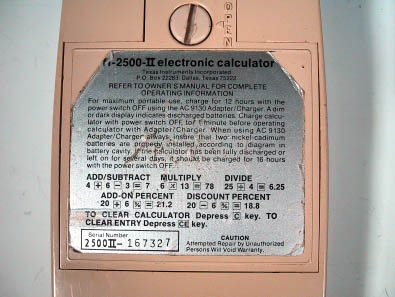 TI-2500-II electronic calculator
Texas Instruments Incorporated
P.O. Box 22283 Dallas, Texas 75222
REFER TO OWNER'S MANUAL FOR COMPLETE
OPERATING INFORMATION
For maximum portable use, charge for 12 hours with the
power switch OFF using the AC 9130 Adapter/Charger. A dim
or dark display indicates discharged batteries. Charge calcu-
lator with power switch OFF for 1 minute before operating
calculator with Adapter/Charger. When using AC 9130
Adapter/Charger always insure that two nickel-cadmium
batteries are properly installed according to diagram in
battery cavity. If the calculator has been fully discharged or
left on for several days, it should be charged for 16 hours
with the power switch OFF.
ADD/SUBTRACT MULTIPLY DIVIDE
4 + 6 − 3 = 7 6 × 13 = 78 25 ÷ 4 = 6.25
ADD-ON PERCENT DISCOUNT PERCENT
20 + 6 % = 21.2 20 − 6 % = 18.8
TO CLEAR CALCULATOR Depress C key. TO
CLEAR ENTRY Depress CE key.
Serial Number
2500II-167327
CAUTION
Attempted Repair by Unauthorized
Persons Will Void Warranty.